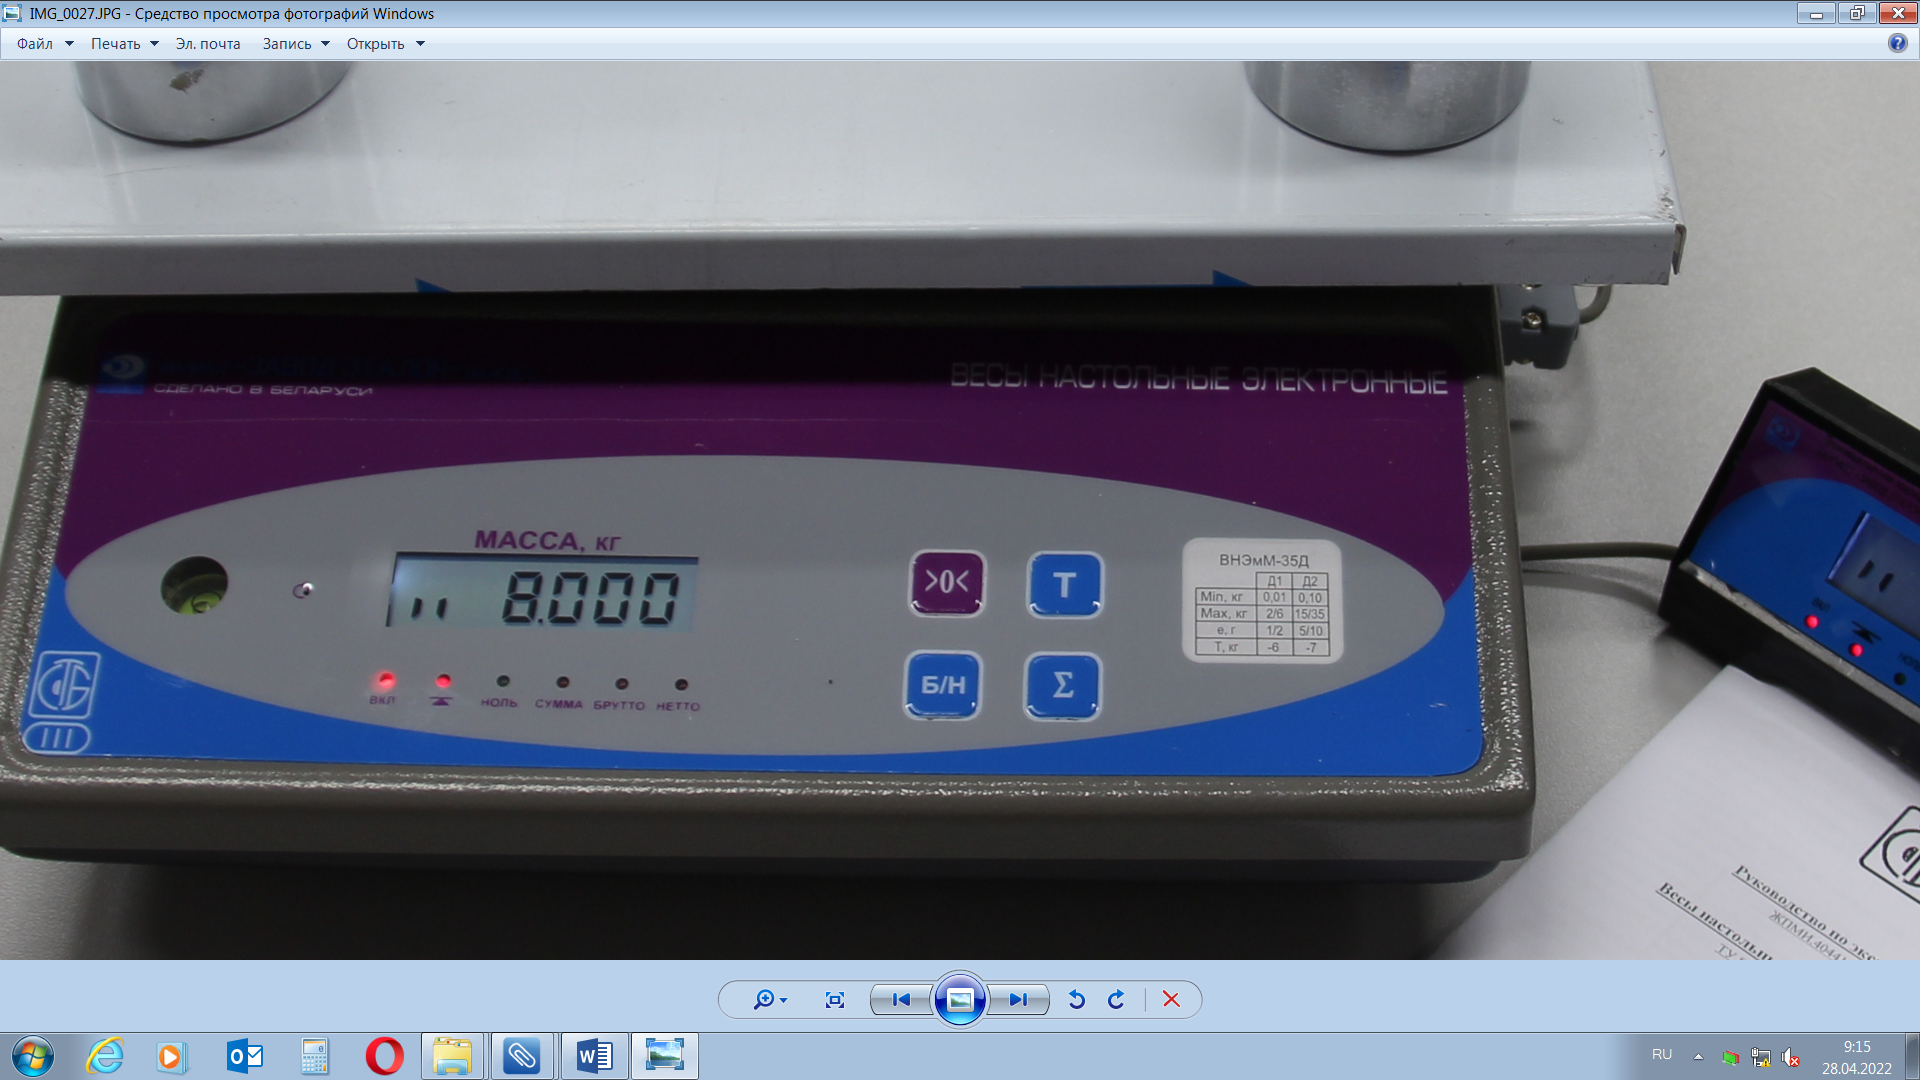 IMG_0027.JPG - Средство просмотра фотографий Windows
Файл Печать Эл. почта Запись Открыть
СДЕЛАНО В БЕЛАРУСИ
ВЕСЫ НАСТОЛЬНЫЕ ЭЛЕКТРОННЫЕ
МАССА, КГ
8.000
ВКЛ НОЛЬ СУММА БРУТТО НЕТТО
>0< Т
Б/Н Σ
ВНЭмМ-35Д
Д1 Д2
Min, кг 0,01 0,10
Max, кг 2/6 15/35
e, г 1/2 5/10
Т, кг -6 -7
III
ВКЛ
Руководство по
Весы
ТУ
RU
9:15
28.04.2022